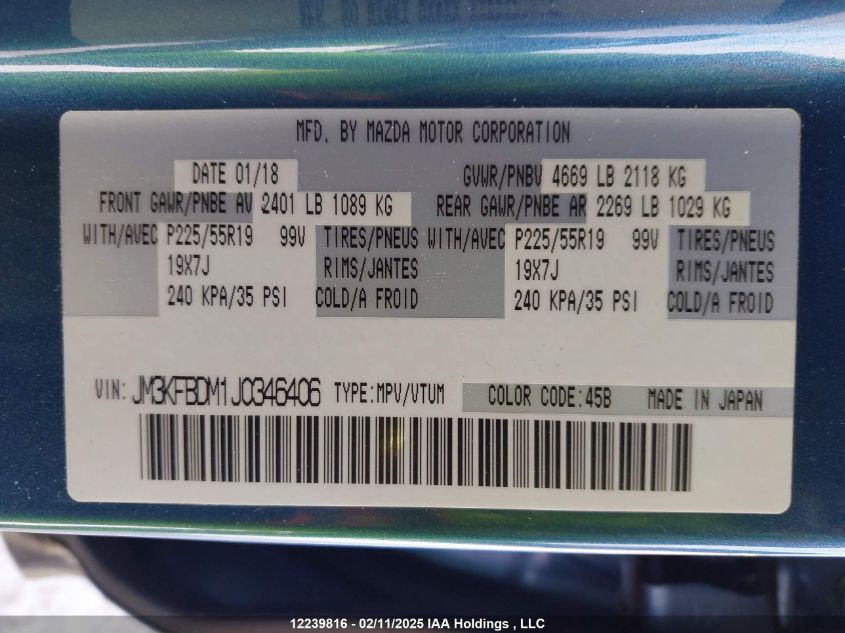 MFD. BY MAZDA MOTOR CORPORATION
DATE 01/18 GVWR/PNBV 4669 LB 2118 KG
FRONT GAWR/PNBE AV 2401 LB 1089 KG REAR GAWR/PNBE AR 2269 LB 1029 KG
WITH/AVEC P225/55R19 99V TIRES/PNEUS WITH/AVEC P225/55R19 99V TIRES/PNEUS
19X7J RIMS/JANTES 19X7J RIMS/JANTES
240 KPA/35 PSI COLD/A FROID 240 KPA/35 PSI COLD/A FROID
VIN: JM3KFBDM1J0346406 TYPE:MPV/VTUM COLOR CODE:45B MADE IN JAPAN
12239816 - 02/11/2025 IAA Holdings , LLC